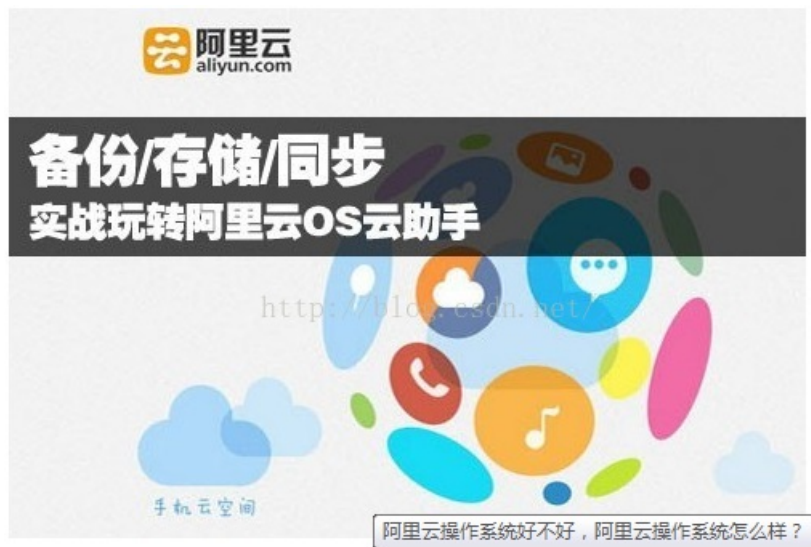 阿里云
aliyun.com
备份/存储/同步
实战玩转阿里云OS云助手
http://blog.csdn.net/
手机云空间
阿里云操作系统好不好，阿里云操作系统怎么样？